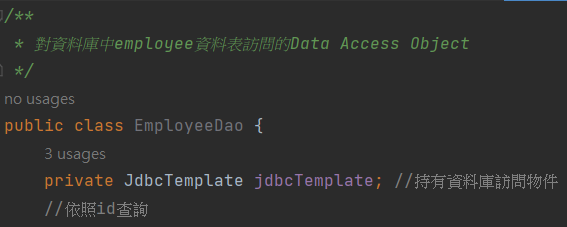 /**
* 對資料庫中employee資料表訪問的Data Access Object
*/
no usages
public class EmployeeDao {
3 usages
private JdbcTemplate jdbcTemplate; //持有資料庫訪問物件
//依照id查詢